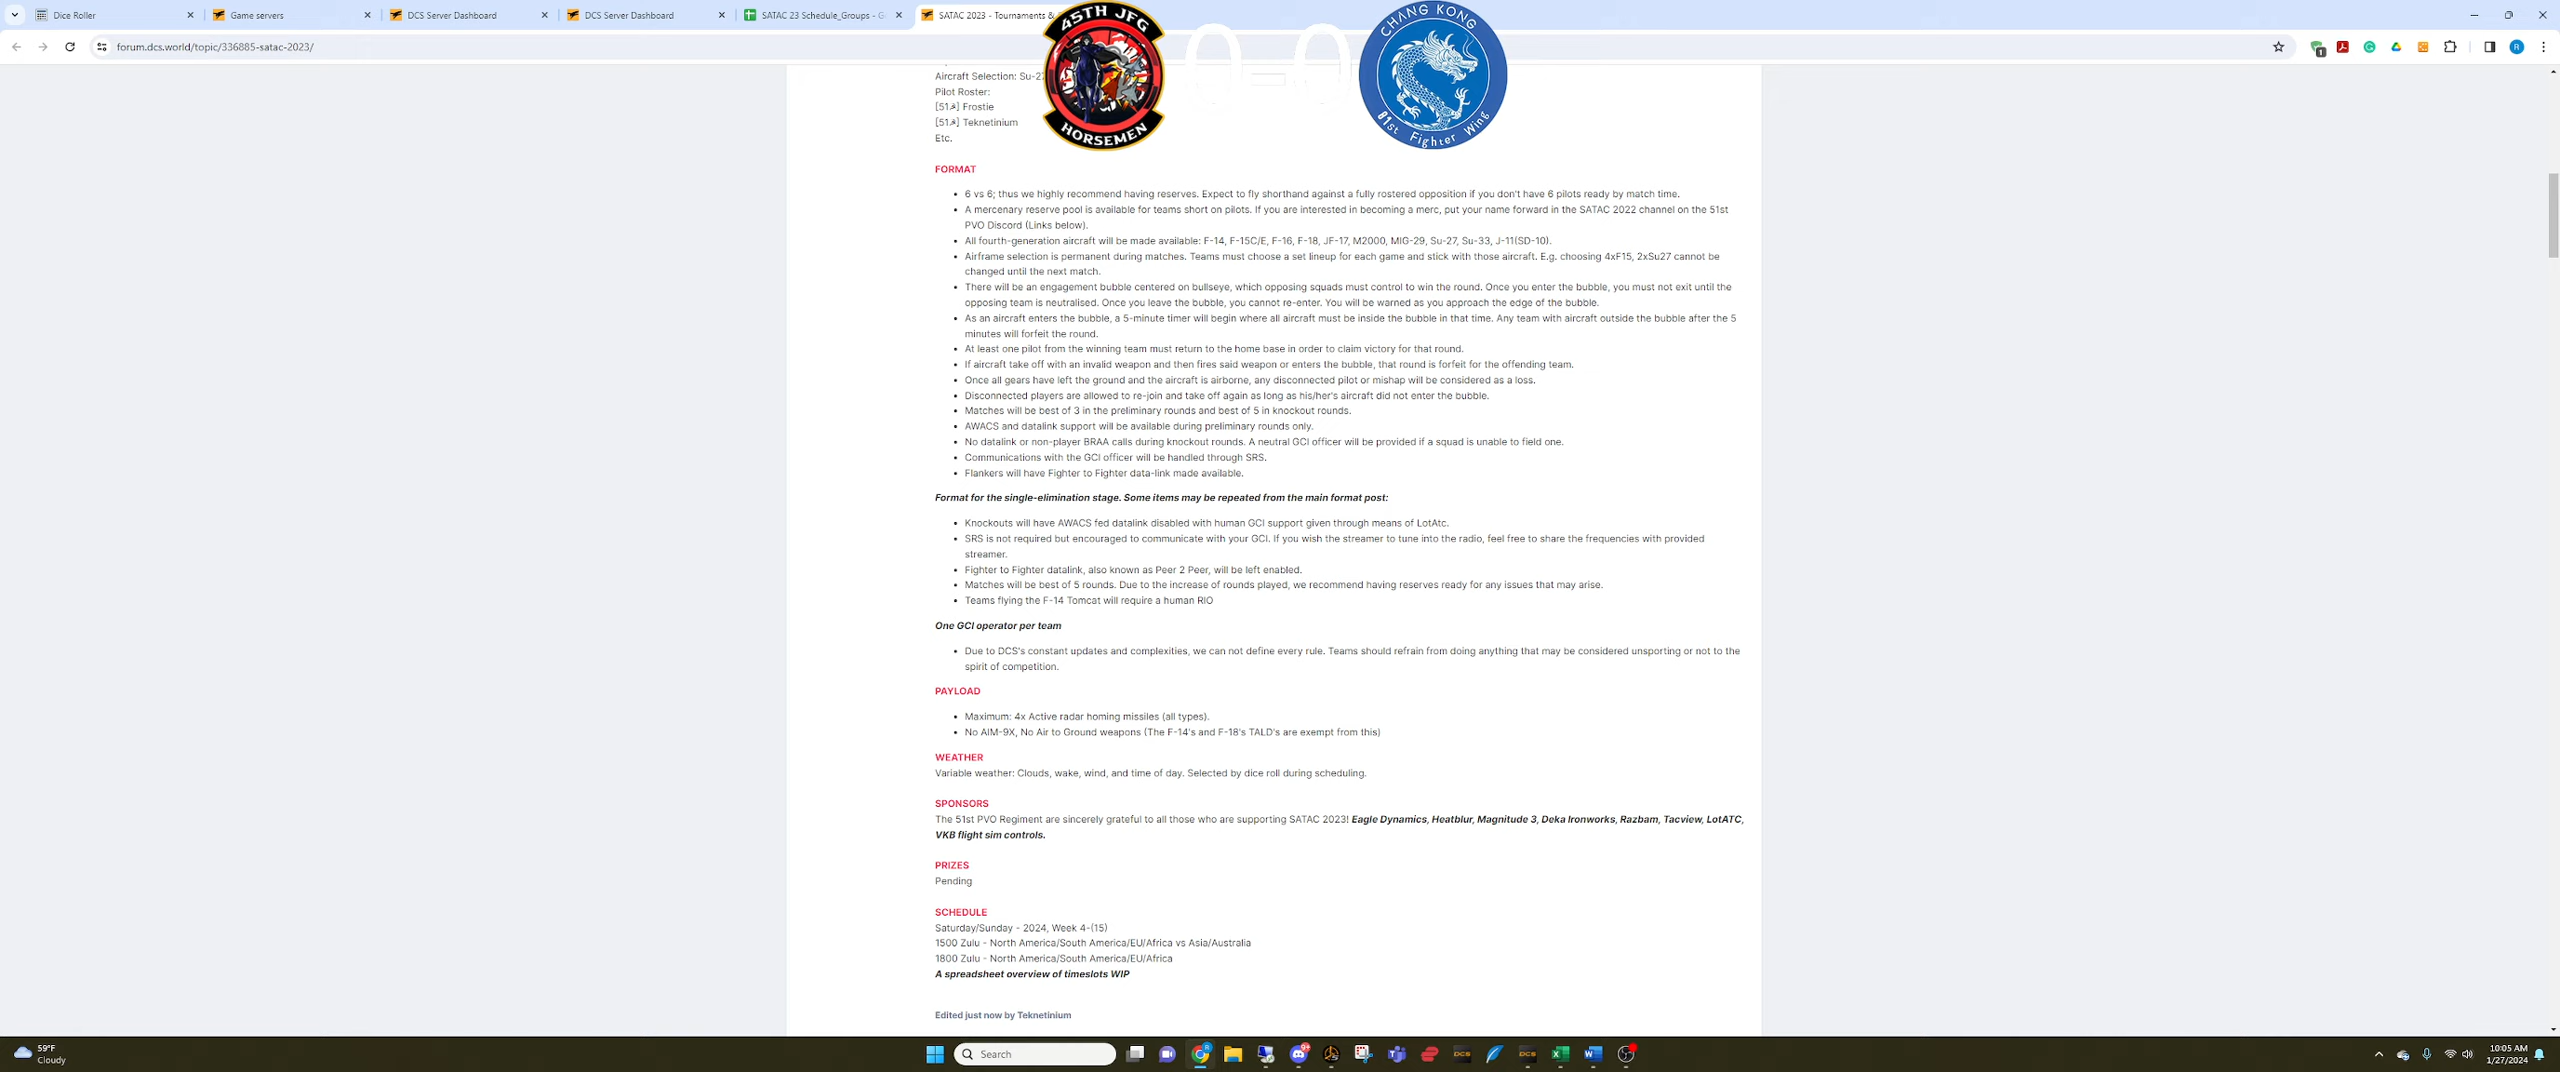 Dice Roller
Game servers
DCS Server Dashboard
DCS Server Dashboard
SATAC 23 Schedule_Groups - G
SATAC 2023 - Tournaments &
forum.dcs.world/topic/336885-satac-2023/
45TH JFG
HORSEMEN
0-0
CHANG KONG
81st Fighter Wing
Aircraft Selection: Su-27
Pilot Roster:
[51☭] Frostie
[51☭] Teknetinium
Etc.
FORMAT
• 6 vs 6; thus we highly recommend having reserves. Expect to fly shorthand against a fully rostered opposition if you don't have 6 pilots ready by match time.
• A mercenary reserve pool is available for teams short on pilots. If you are interested in becoming a merc, put your name forward in the SATAC 2022 channel on the 51st
PVO Discord (Links below).
• All fourth-generation aircraft will be made available: F-14, F-15C/E, F-16, F-18, JF-17, M2000, MIG-29, Su-27, Su-33, J-11(SD-10).
• Airframe selection is permanent during matches. Teams must choose a set lineup for each game and stick with those aircraft. E.g. choosing 4xF15, 2xSu27 cannot be
changed until the next match.
• There will be an engagement bubble centered on bullseye, which opposing squads must control to win the round. Once you enter the bubble, you must not exit until the
opposing team is neutralised. Once you leave the bubble, you cannot re-enter. You will be warned as you approach the edge of the bubble.
• As an aircraft enters the bubble, a 5-minute timer will begin where all aircraft must be inside the bubble in that time. Any team with aircraft outside the bubble after the 5
minutes will forfeit the round.
• At least one pilot from the winning team must return to the home base in order to claim victory for that round.
• If aircraft take off with an invalid weapon and then fires said weapon or enters the bubble, that round is forfeit for the offending team.
• Once all gears have left the ground and the aircraft is airborne, any disconnected pilot or mishap will be considered as a loss.
• Disconnected players are allowed to re-join and take off again as long as his/her's aircraft did not enter the bubble.
• Matches will be best of 3 in the preliminary rounds and best of 5 in knockout rounds.
• AWACS and datalink support will be available during preliminary rounds only.
• No datalink or non-player BRAA calls during knockout rounds. A neutral GCI officer will be provided if a squad is unable to field one.
• Communications with the GCI officer will be handled through SRS.
• Flankers will have Fighter to Fighter data-link made available.
Format for the single-elimination stage. Some items may be repeated from the main format post:
• Knockouts will have AWACS fed datalink disabled with human GCI support given through means of LotAtc.
• SRS is not required but encouraged to communicate with your GCI. If you wish the streamer to tune into the radio, feel free to share the frequencies with provided
streamer.
• Fighter to Fighter datalink, also known as Peer 2 Peer, will be left enabled.
• Matches will be best of 5 rounds. Due to the increase of rounds played, we recommend having reserves ready for any issues that may arise.
• Teams flying the F-14 Tomcat will require a human RIO
One GCI operator per team
• Due to DCS's constant updates and complexities, we can not define every rule. Teams should refrain from doing anything that may be considered unsporting or not to the
spirit of competition.
PAYLOAD
• Maximum: 4x Active radar homing missiles (all types).
• No AIM-9X, No Air to Ground weapons (The F-14's and F-18's TALD's are exempt from this)
WEATHER
Variable weather: Clouds, wake, wind, and time of day. Selected by dice roll during scheduling.
SPONSORS
The 51st PVO Regiment are sincerely grateful to all those who are supporting SATAC 2023! Eagle Dynamics, Heatblur, Magnitude 3, Deka Ironworks, Razbam, Tacview, LotATC,
VKB flight sim controls.
PRIZES
Pending
SCHEDULE
Saturday/Sunday - 2024, Week 4-(15)
1500 Zulu - North America/South America/EU/Africa vs Asia/Australia
1800 Zulu - North America/South America/EU/Africa
A spreadsheet overview of timeslots WIP
Edited just now by Teknetinium
59°F
Cloudy
Search
10:05 AM
1/27/2024